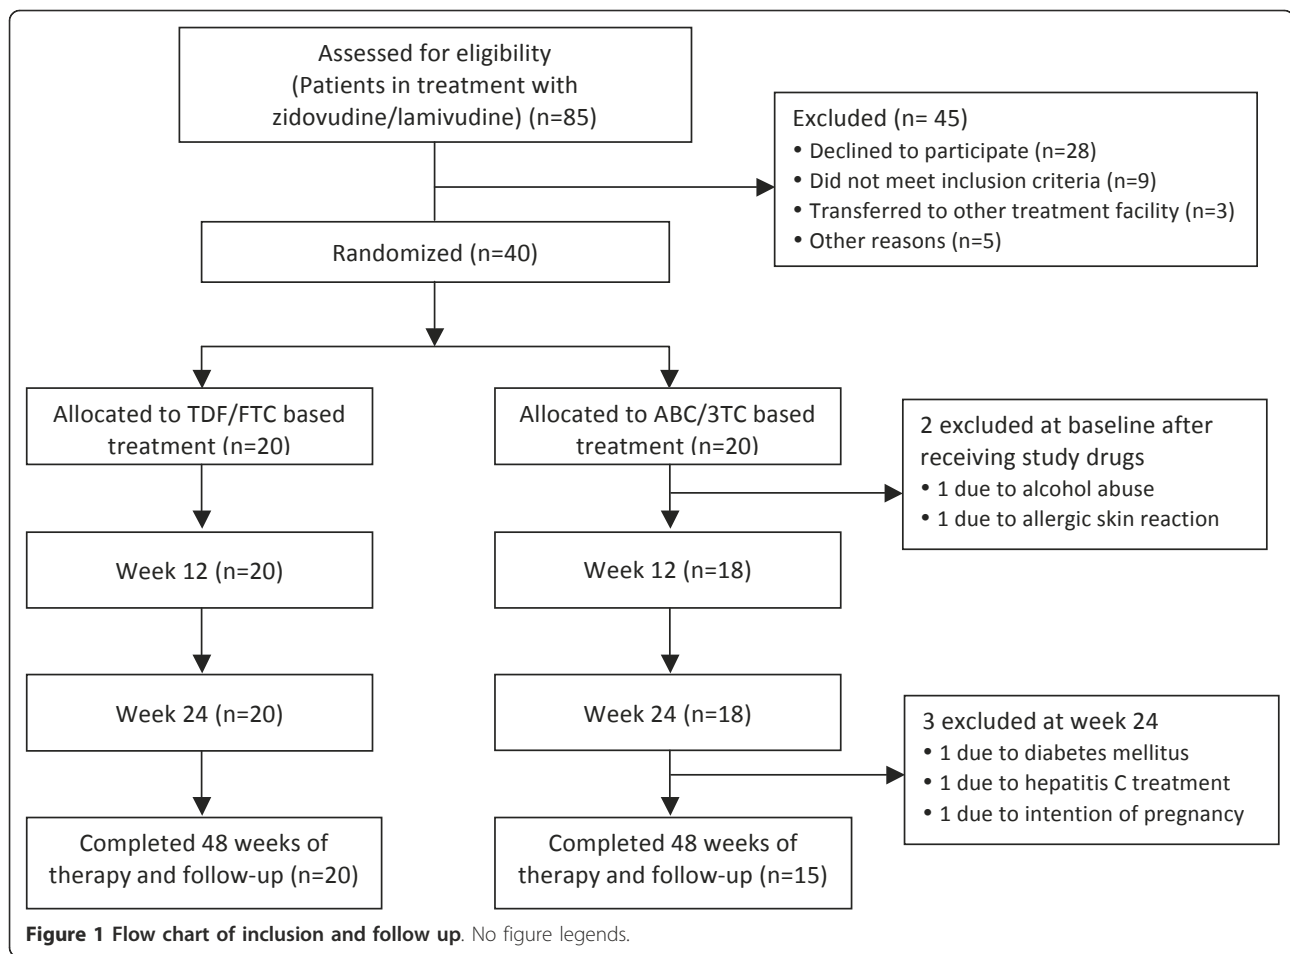 Assessed for eligibility
(Patients in treatment with
zidovudine/lamivudine) (n=85)
Excluded (n= 45)
• Declined to participate (n=28)
• Did not meet inclusion criteria (n=9)
• Transferred to other treatment facility (n=3)
• Other reasons (n=5)
Randomized (n=40)
Allocated to TDF/FTC based
treatment (n=20)
Allocated to ABC/3TC based
treatment (n=20)
2 excluded at baseline after
receiving study drugs
• 1 due to alcohol abuse
• 1 due to allergic skin reaction
Week 12 (n=20)
Week 12 (n=18)
Week 24 (n=20)
Week 24 (n=18)
3 excluded at week 24
• 1 due to diabetes mellitus
• 1 due to hepatitis C treatment
• 1 due to intention of pregnancy
Completed 48 weeks of
therapy and follow-up (n=20)
Completed 48 weeks of
therapy and follow-up (n=15)
Figure 1 Flow chart of inclusion and follow up. No figure legends.